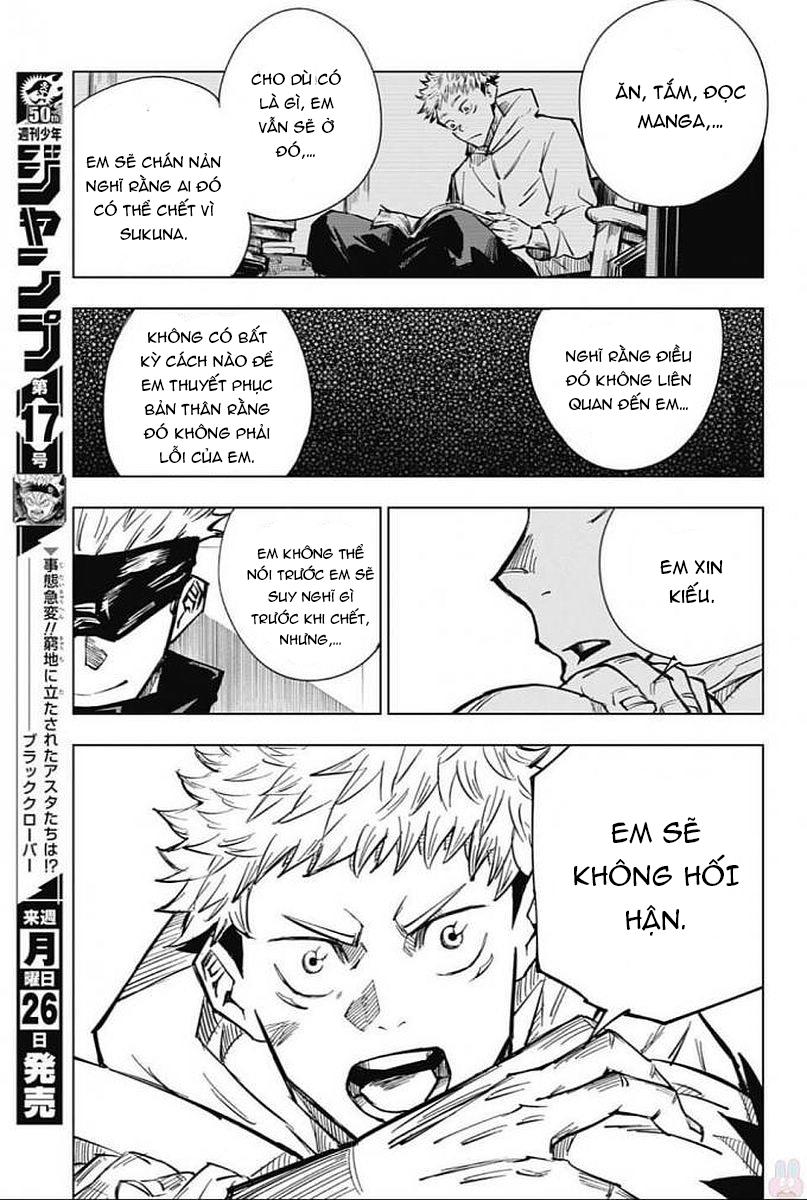 ĂN, TẮM, ĐỌC
MANGA,...
CHO DÙ CÓ
LÀ GÌ, EM
VẪN SẼ Ở
ĐÓ,...
EM SẼ CHÁN NẢN
NGHĨ RẰNG AI ĐÓ
CÓ THỂ CHẾT VÌ
SUKUNA.
NGHĨ RẰNG ĐIỀU
ĐÓ KHÔNG LIÊN
QUAN ĐẾN EM...
KHÔNG CÓ BẤT
KỲ CÁCH NÀO ĐỂ
EM THUYẾT PHỤC
BẢN THÂN RẰNG
ĐÓ KHÔNG PHẢI
LỖI CỦA EM.
EM XIN
KIẾU.
EM KHÔNG THỂ
NÓI TRƯỚC EM SẼ
SUY NGHĨ GÌ
TRƯỚC KHI CHẾT,
NHƯNG,...
EM SẼ
KHÔNG HỐI
HẬN.
50th
週刊少年
ジャンプ
第
17
号
▼事態急変!!窮地に立たされたアスタたちは!?
──ブラッククローバー
来週
月
曜日
26
日
発売